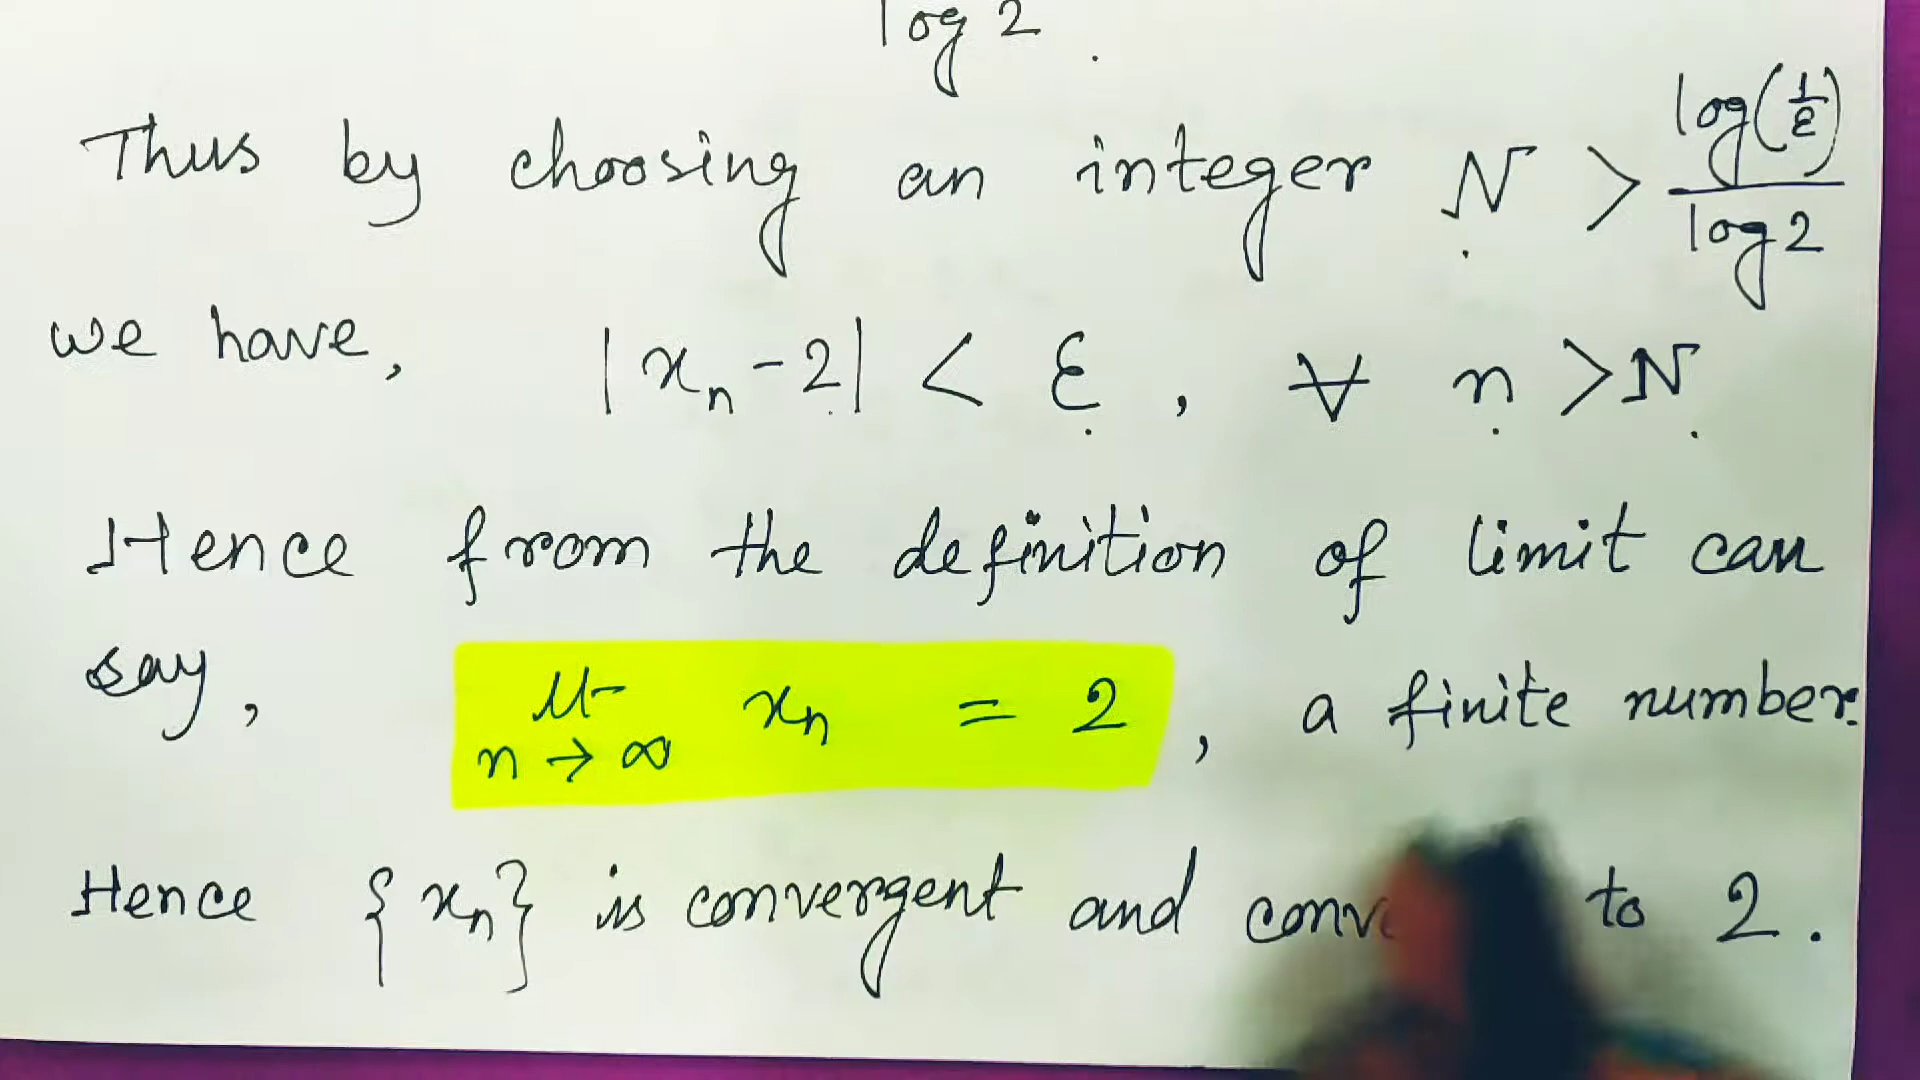 log 2.
Thus by choosing an integer N > log(1/ε)/log 2
we have, |xₙ - 2| < ε, ∀ n > N
Hence from the definition of limit can
say, lt n → ∞ xₙ = 2, a finite number.
Hence {xₙ} is convergent and to 2.